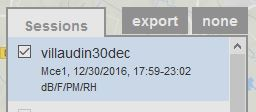 Sessions export none
villaudin30dec
Mce1, 12/30/2016, 17:59-23:02
dB/F/PM/RH